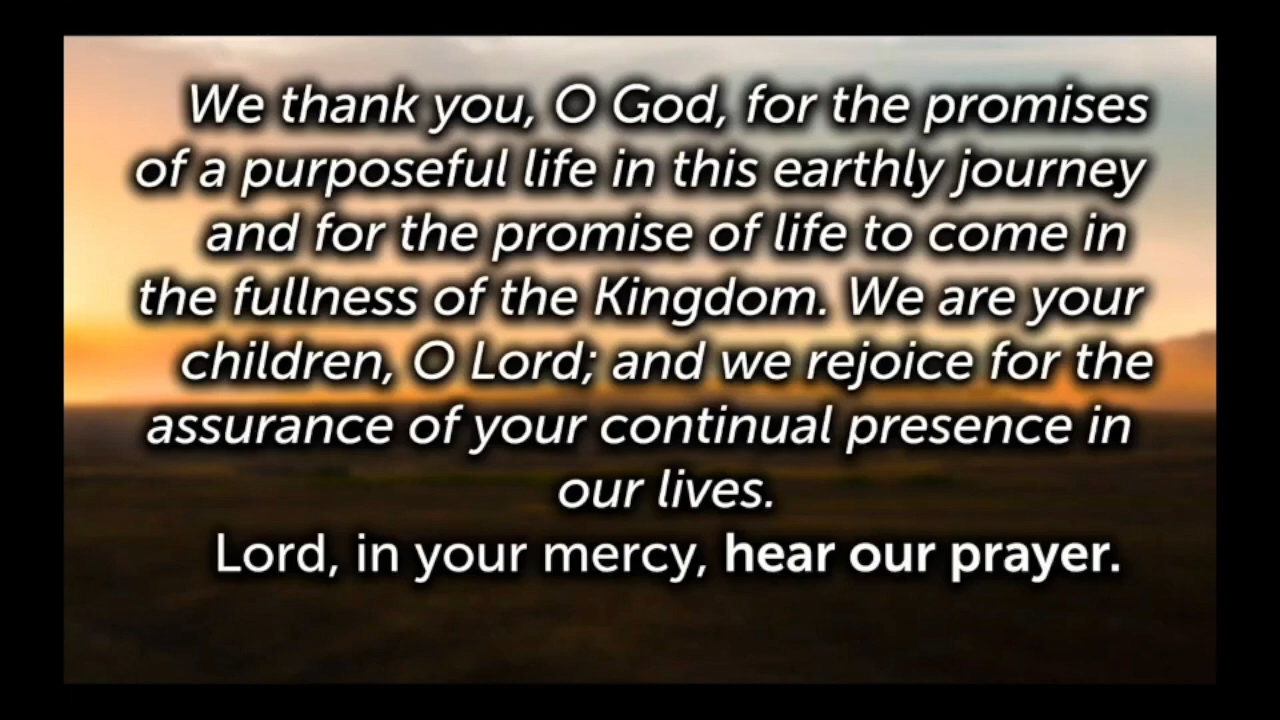 We thank you, O God, for the promises
of a purposeful life in this earthly journey
and for the promise of life to come in
the fullness of the Kingdom. We are your
children, O Lord; and we rejoice for the
assurance of your continual presence in
our lives.
Lord, in your mercy, hear our prayer.